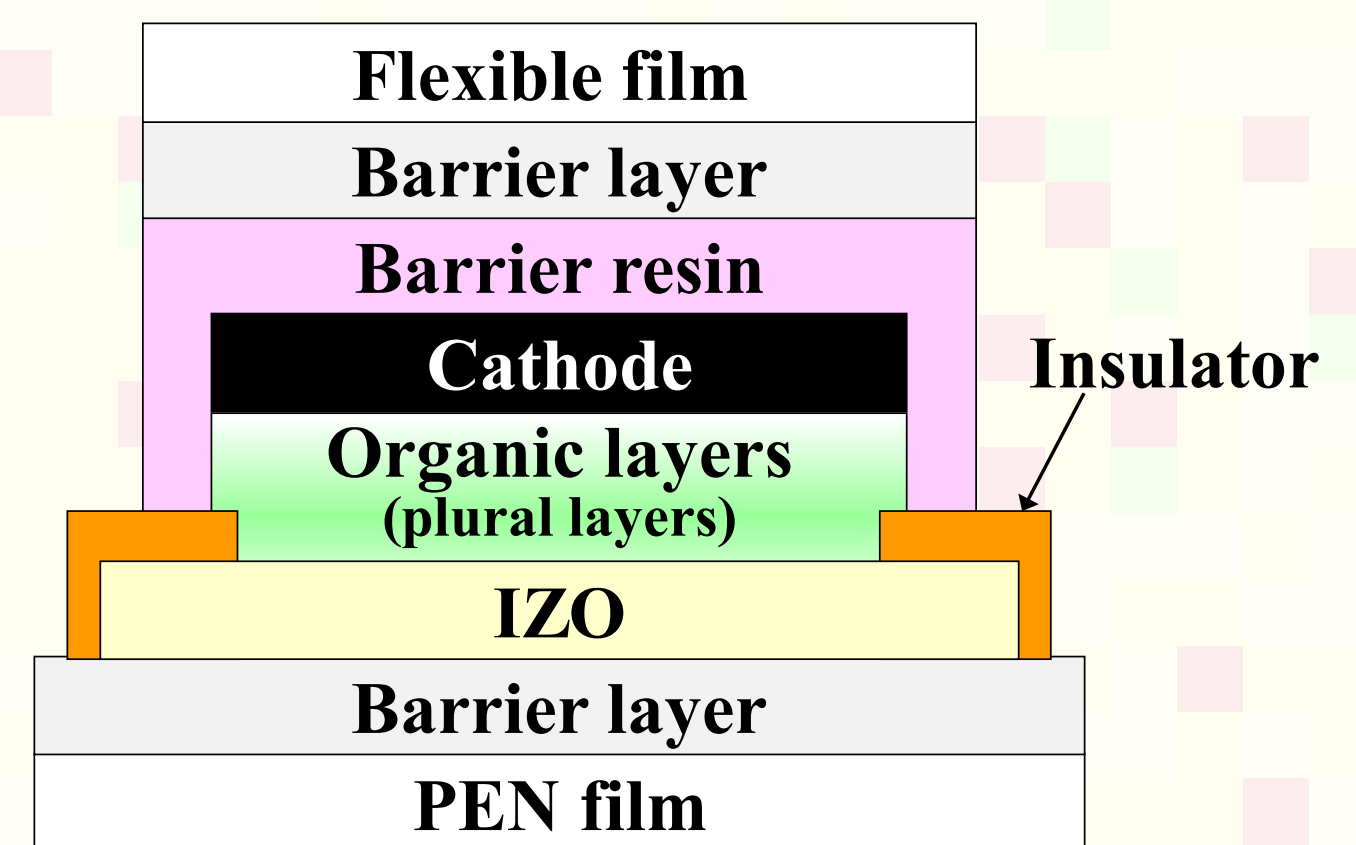 Flexible film
Barrier layer
Barrier resin
Cathode
Insulator
Organic layers
(plural layers)
IZO
Barrier layer
PEN film